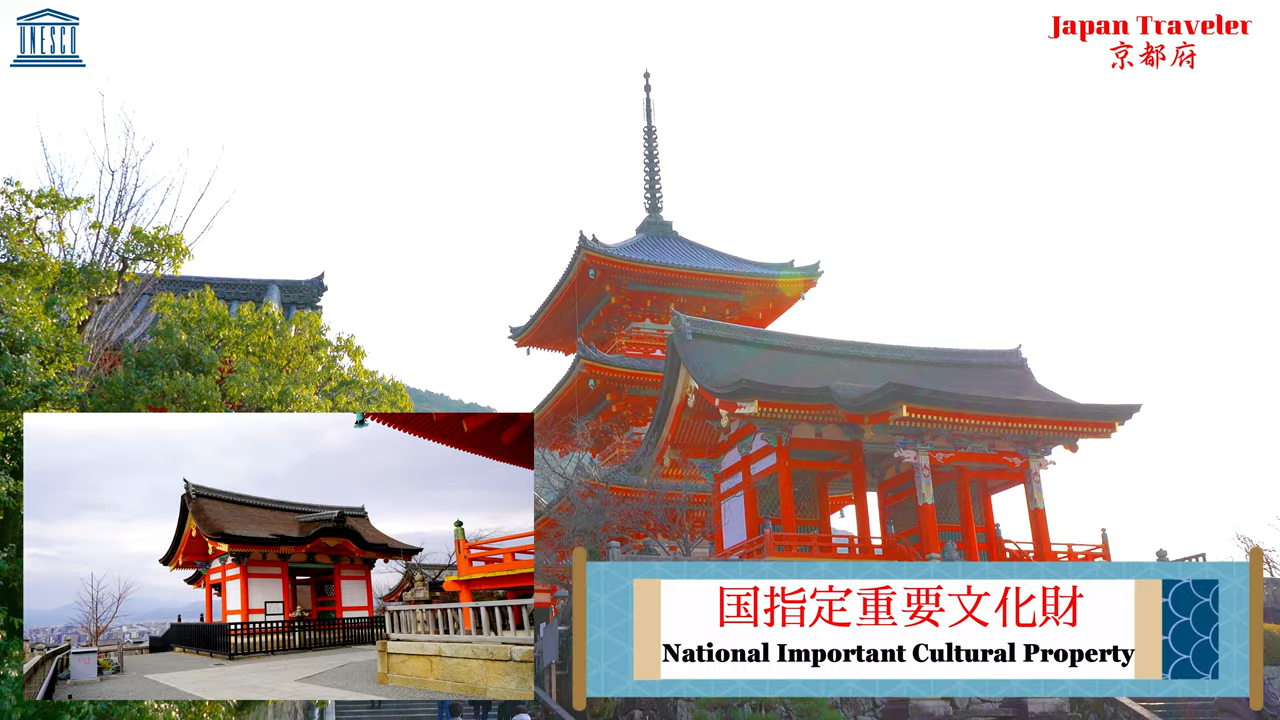 UNESCO
Japan Traveler
京都府
国指定重要文化財
National Important Cultural Property